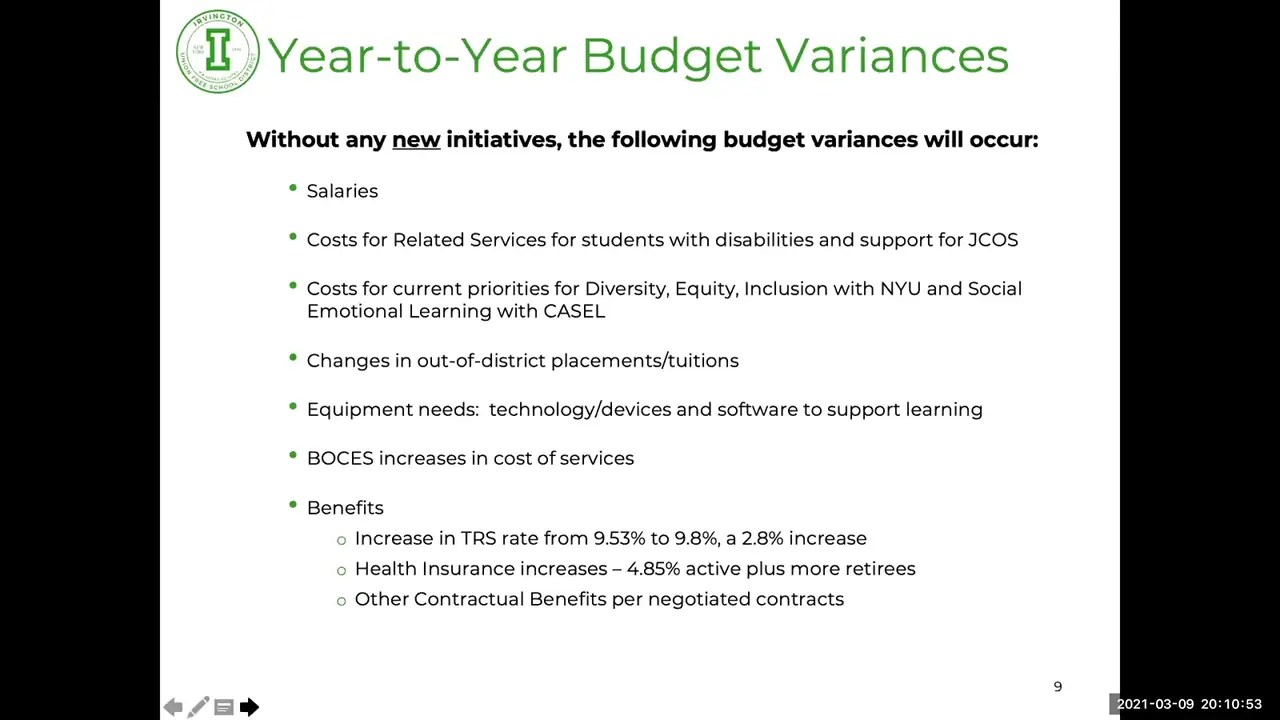 IRVINGTON
UNION FREE SCHOOL DISTRICT
I
Year-to-Year Budget Variances
Without any new initiatives, the following budget variances will occur:
• Salaries
• Costs for Related Services for students with disabilities and support for JCOS
• Costs for current priorities for Diversity, Equity, Inclusion with NYU and Social
Emotional Learning with CASEL
• Changes in out-of-district placements/tuitions
• Equipment needs:  technology/devices and software to support learning
• BOCES increases in cost of services
• Benefits
o Increase in TRS rate from 9.53% to 9.8%, a 2.8% increase
o Health Insurance increases – 4.85% active plus more retirees
o Other Contractual Benefits per negotiated contracts
9
2021-03-09 20:10:53